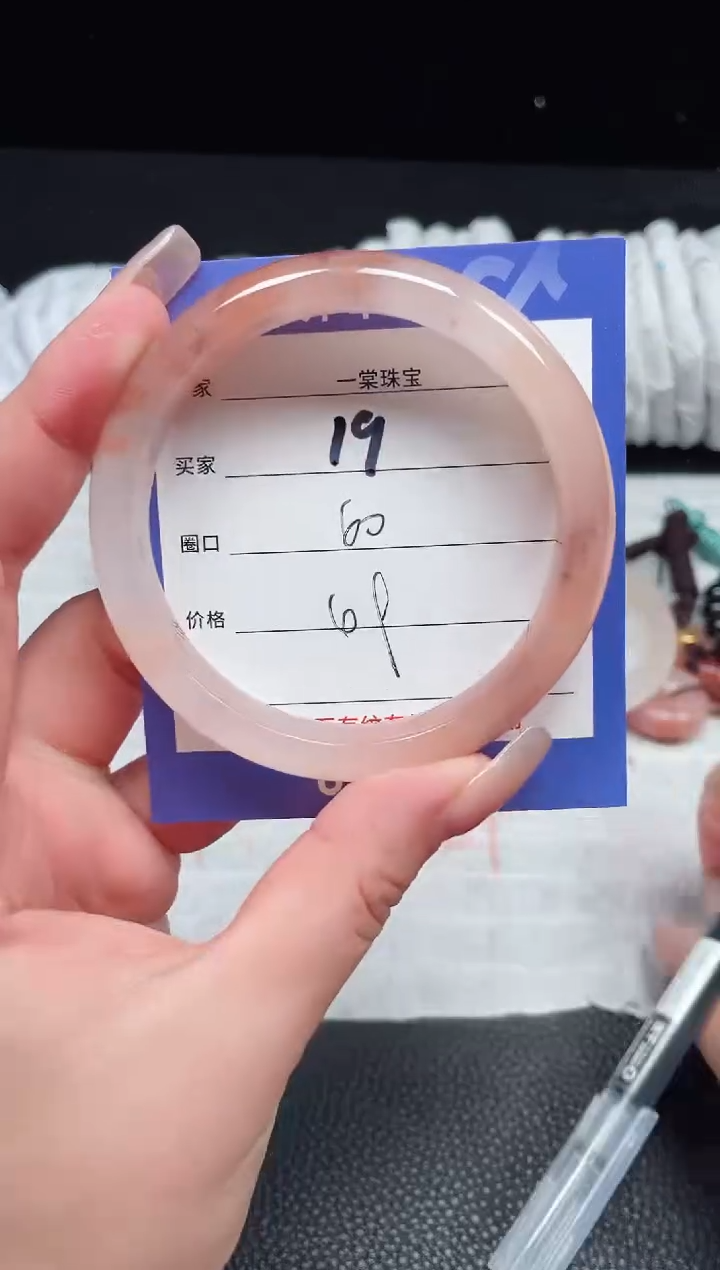 家 一棠珠宝
买家 19
圈口 60
价格 69